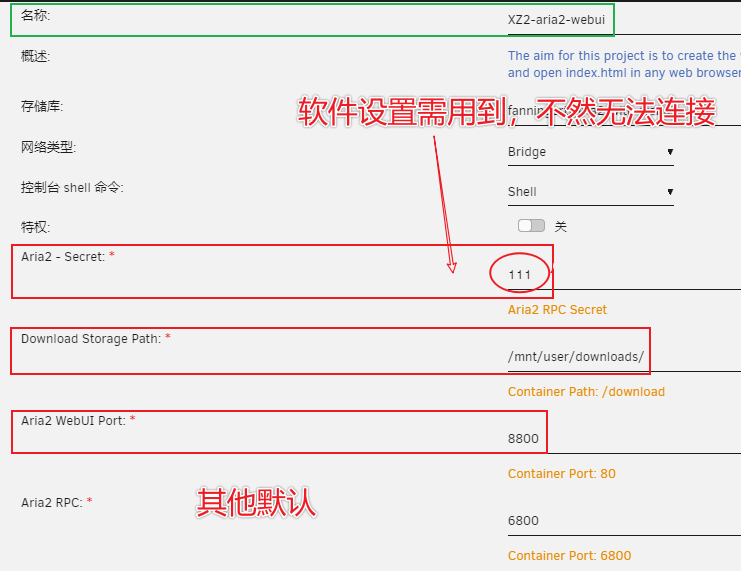 名称:
XZ2-aria2-webui
概述:
The aim for this project is to create the
and open index.html in any web browser
存储库:
软件设置需用到，不然无法连接
网络类型:
Bridge
控制台 shell 命令:
Shell
特权:
关
Aria2 - Secret: *
111
Aria2 RPC Secret
Download Storage Path: *
/mnt/user/downloads/
Container Path: /download
Aria2 WebUI Port: *
8800
Container Port: 80
其他默认
Aria2 RPC: *
6800
Container Port: 6800